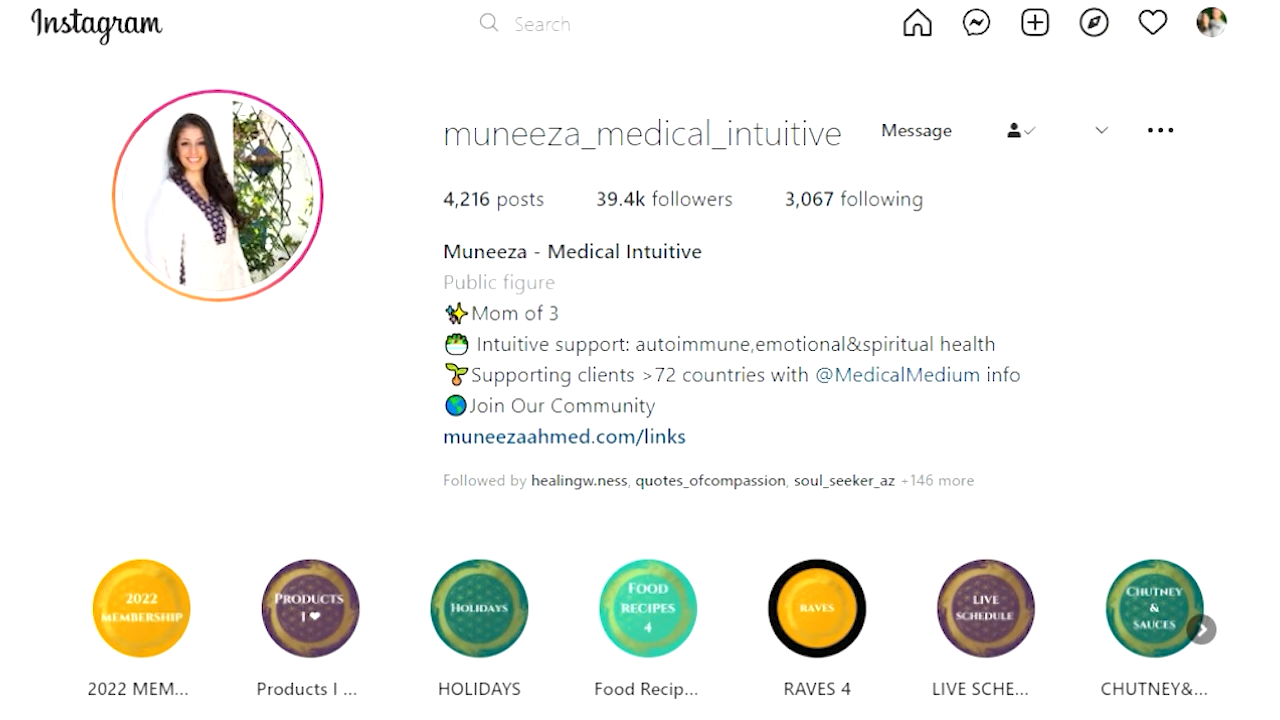 Instagram
Search
muneeza_medical_intuitive Message
4,216 posts 39.4k followers 3,067 following
Muneeza - Medical Intuitive
Public figure
✨Mom of 3
🥗 Intuitive support: autoimmune,emotional&spiritual health
🌱Supporting clients >72 countries with @MedicalMedium info
🌎Join Our Community
muneezaahmed.com/links
Followed by healingw.ness, quotes_ofcompassion, soul_seeker_az +146 more
2022
MEMBERSHIP
PRODUCTS
I ❤
HOLIDAYS
FOOD
RECIPES
4
RAVES
LIVE
SCHEDULE
CHUTNEY
&
SAUCES
2022 MEM... Products I ... HOLIDAYS Food Recip... RAVES 4 LIVE SCHE... CHUTNEY&...